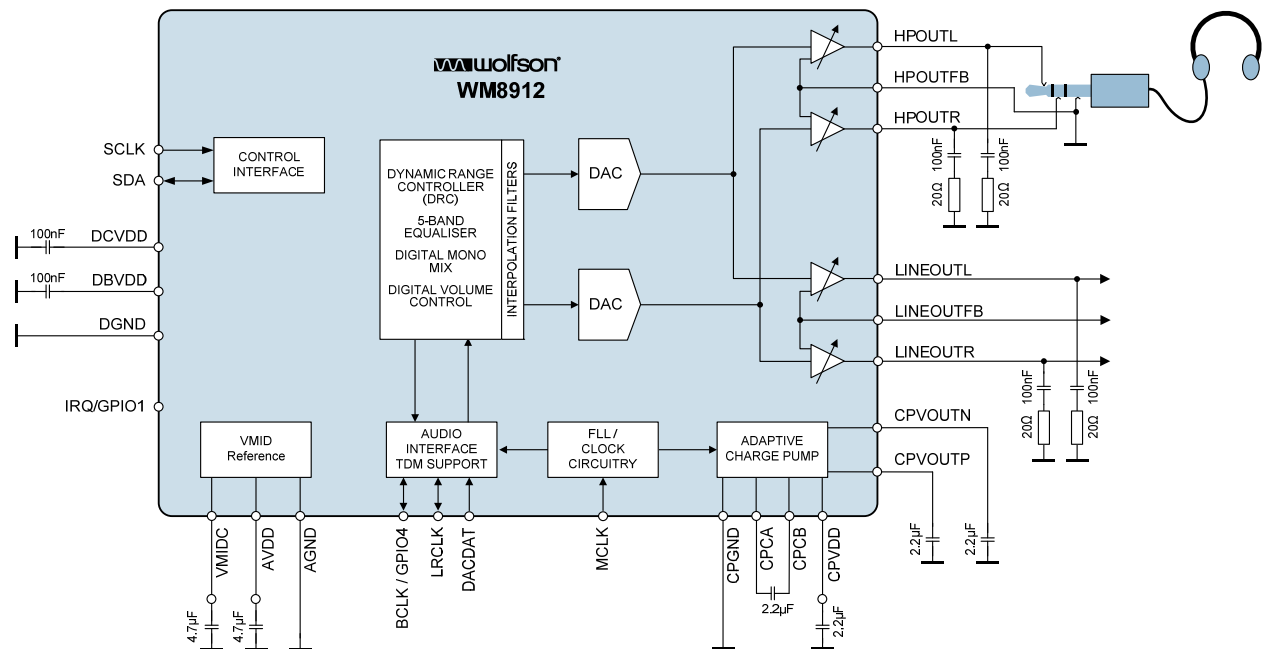 wolfson
WM8912
SCLK
SDA
CONTROL
INTERFACE
100nF
DCVDD
100nF
DBVDD
DGND
IRQ/GPIO1
DYNAMIC RANGE
CONTROLLER
(DRC)
5-BAND
EQUALISER
DIGITAL MONO
MIX
DIGITAL VOLUME
CONTROL
INTERPOLATION FILTERS
DAC
DAC
HPOUTL
HPOUTFB
HPOUTR
100nF
100nF
20Ω
20Ω
LINEOUTL
LINEOUTFB
LINEOUTR
100nF
100nF
20Ω
20Ω
VMID
Reference
AUDIO
INTERFACE
TDM SUPPORT
FLL /
CLOCK
CIRCUITRY
ADAPTIVE
CHARGE PUMP
CPVOUTN
CPVOUTP
2.2µF
2.2µF
VMIDC
AVDD
AGND
4.7µF
4.7µF
BCLK / GPIO4
LRCLK
DACDAT
MCLK
CPGND
CPCA
CPCB
CPVDD
2.2µF
2.2µF